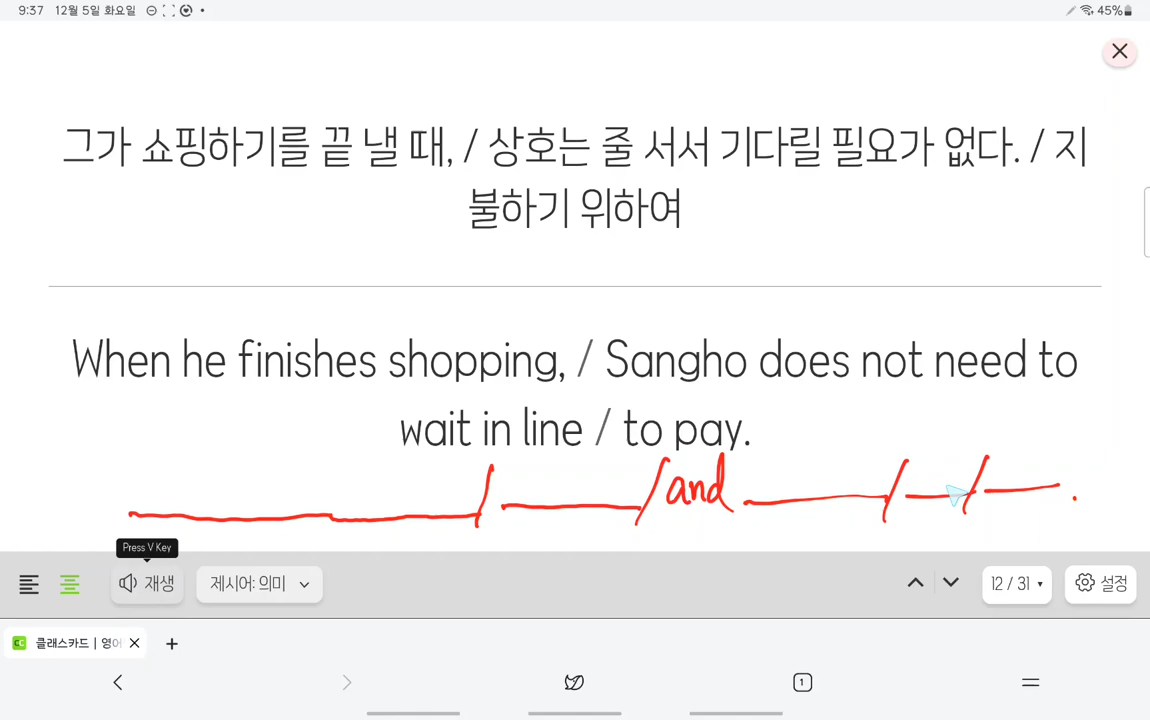 9:37 12월 5일 화요일
45%
그가 쇼핑하기를 끝 낼 때, / 상호는 줄 서서 기다릴 필요가 없다. / 지
불하기 위하여
When he finishes shopping, / Sangho does not need to
wait in line / to pay.
/ / and / / .
Press V Key
재생
제시어: 의미
12 / 31
설정
클래스카드 | 영어
1